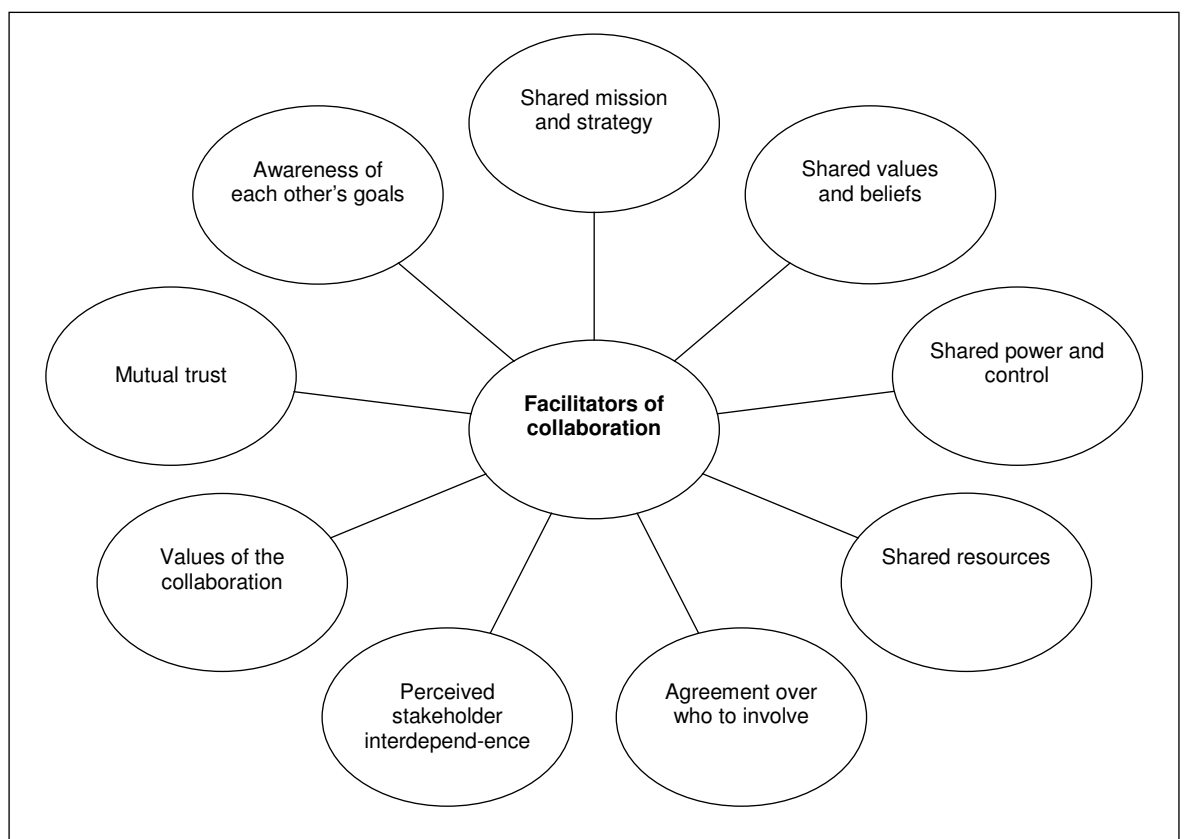 Shared mission
and strategy
Shared values
and beliefs
Shared power and
control
Shared resources
Agreement over
who to involve
Perceived
stakeholder
interdepend-ence
Values of the
collaboration
Mutual trust
Awareness of
each other’s goals
Facilitators of
collaboration